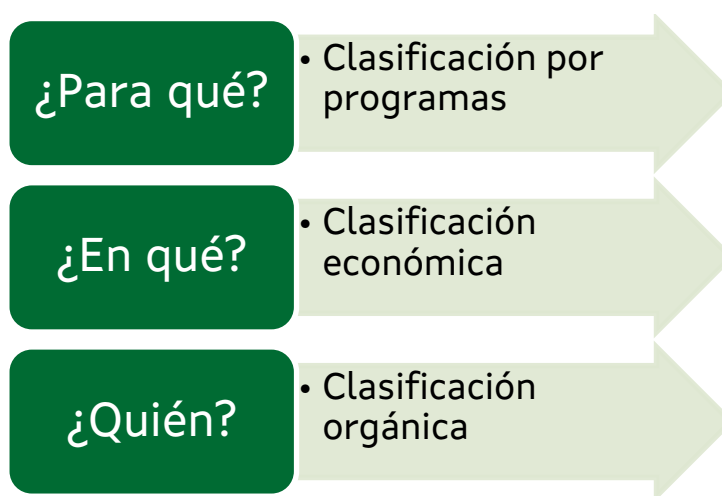 ¿Para qué?
• Clasificación por
programas
¿En qué?
• Clasificación
económica
¿Quién?
• Clasificación
orgánica